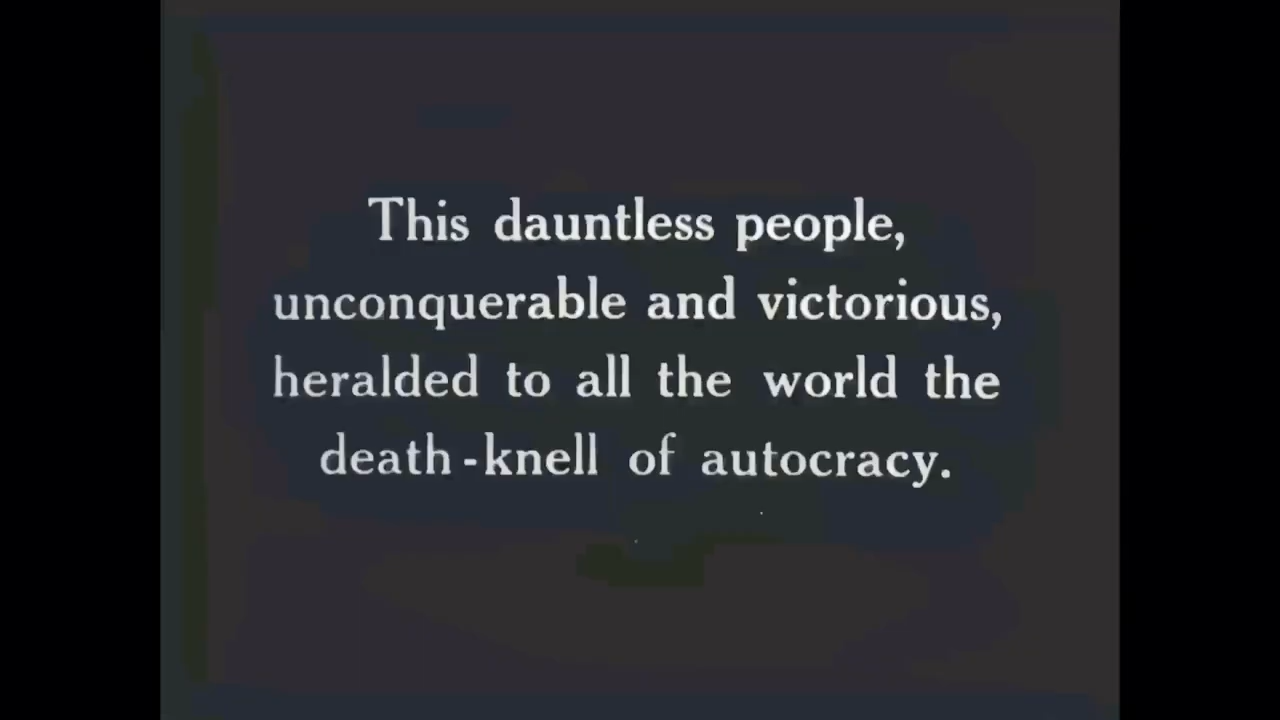 This dauntless people,
unconquerable and victorious,
heralded to all the world the
death-knell of autocracy.